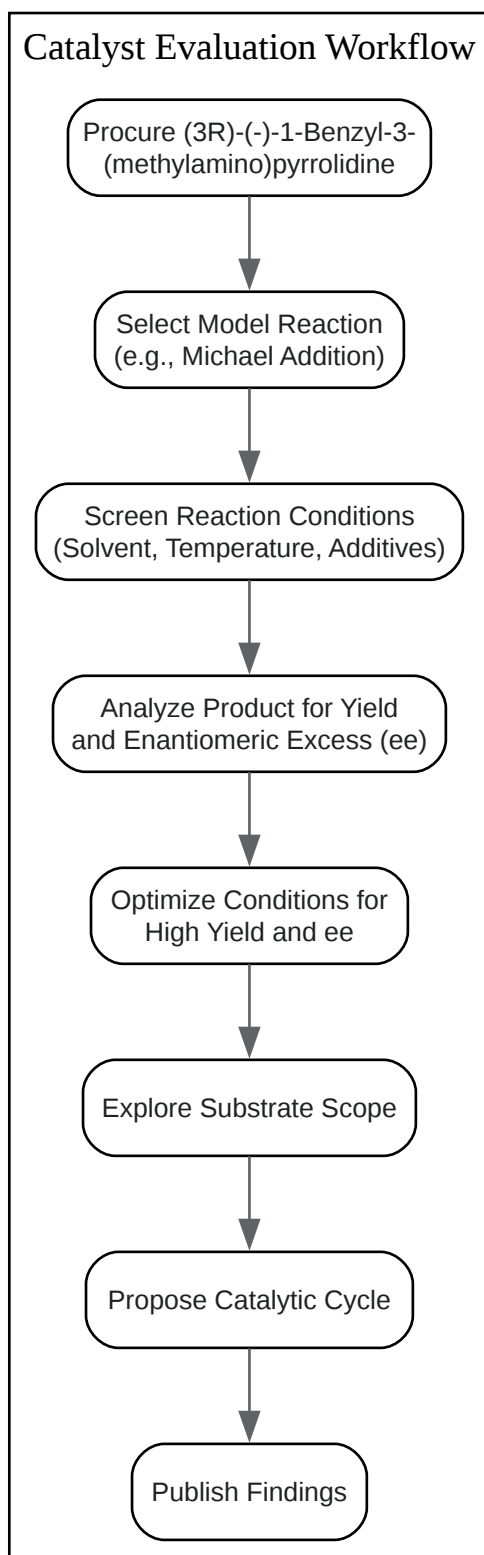 Catalyst Evaluation Workflow
Procure (3R)-(-)-1-Benzyl-3-
(methylamino)pyrrolidine
Select Model Reaction
(e.g., Michael Addition)
Screen Reaction Conditions
(Solvent, Temperature, Additives)
Analyze Product for Yield
and Enantiomeric Excess (ee)
Optimize Conditions for
High Yield and ee
Explore Substrate Scope
Propose Catalytic Cycle
Publish Findings